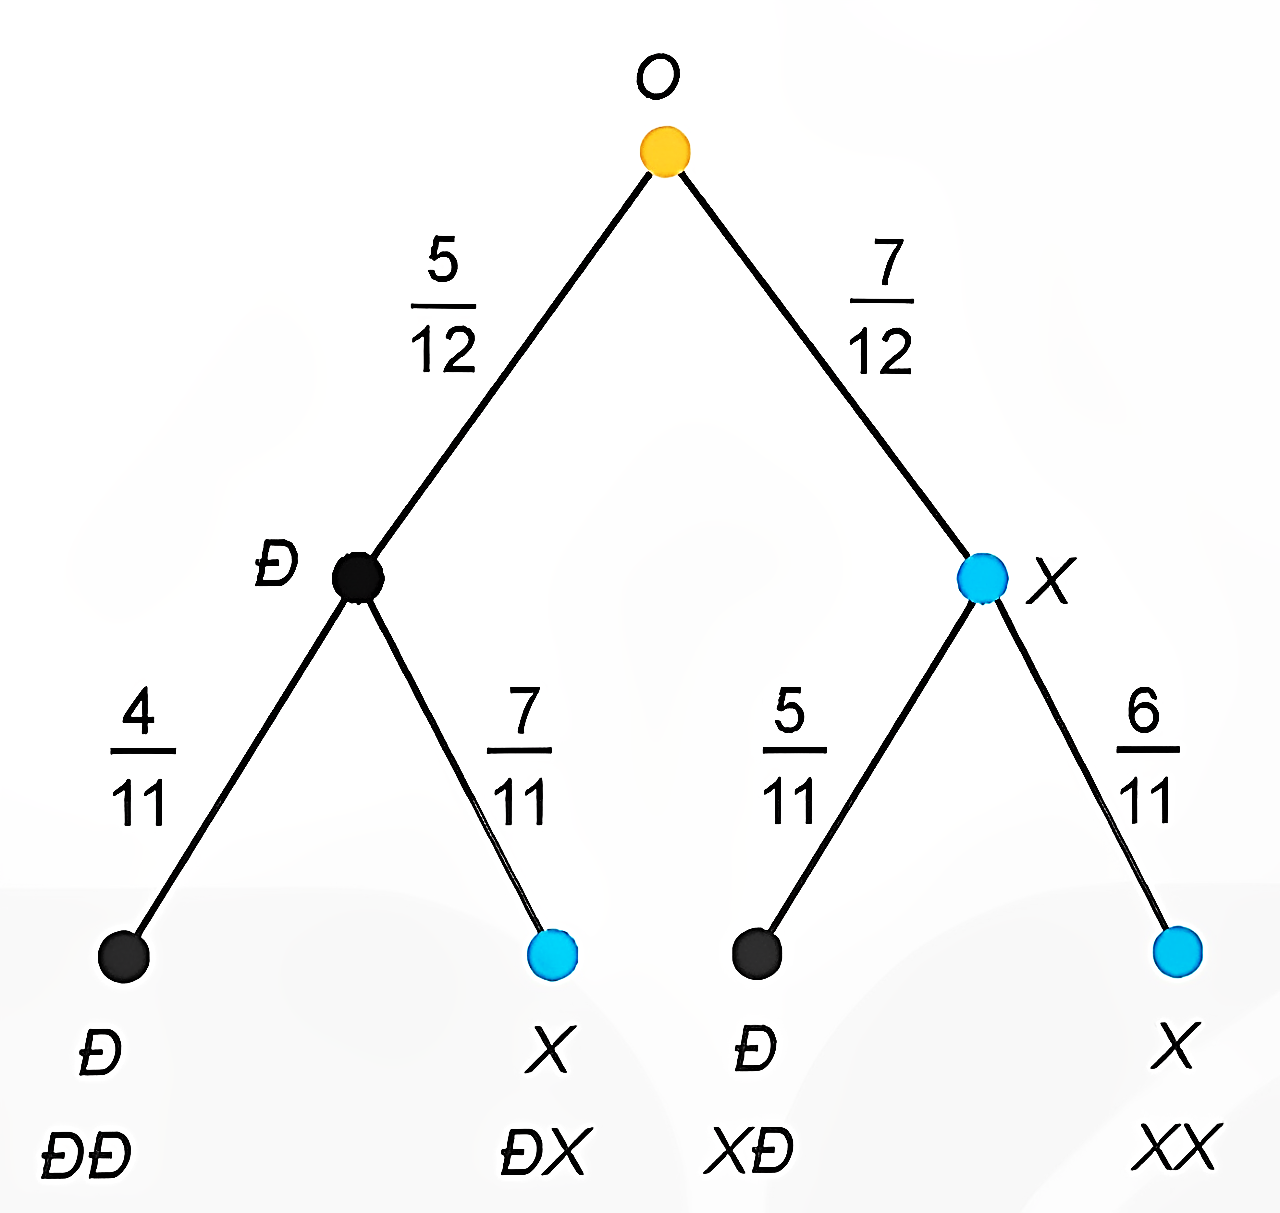 O
5/12 7/12
Đ X
4/11 7/11 5/11 6/11
Đ X Đ X
ĐĐ ĐX XĐ XX